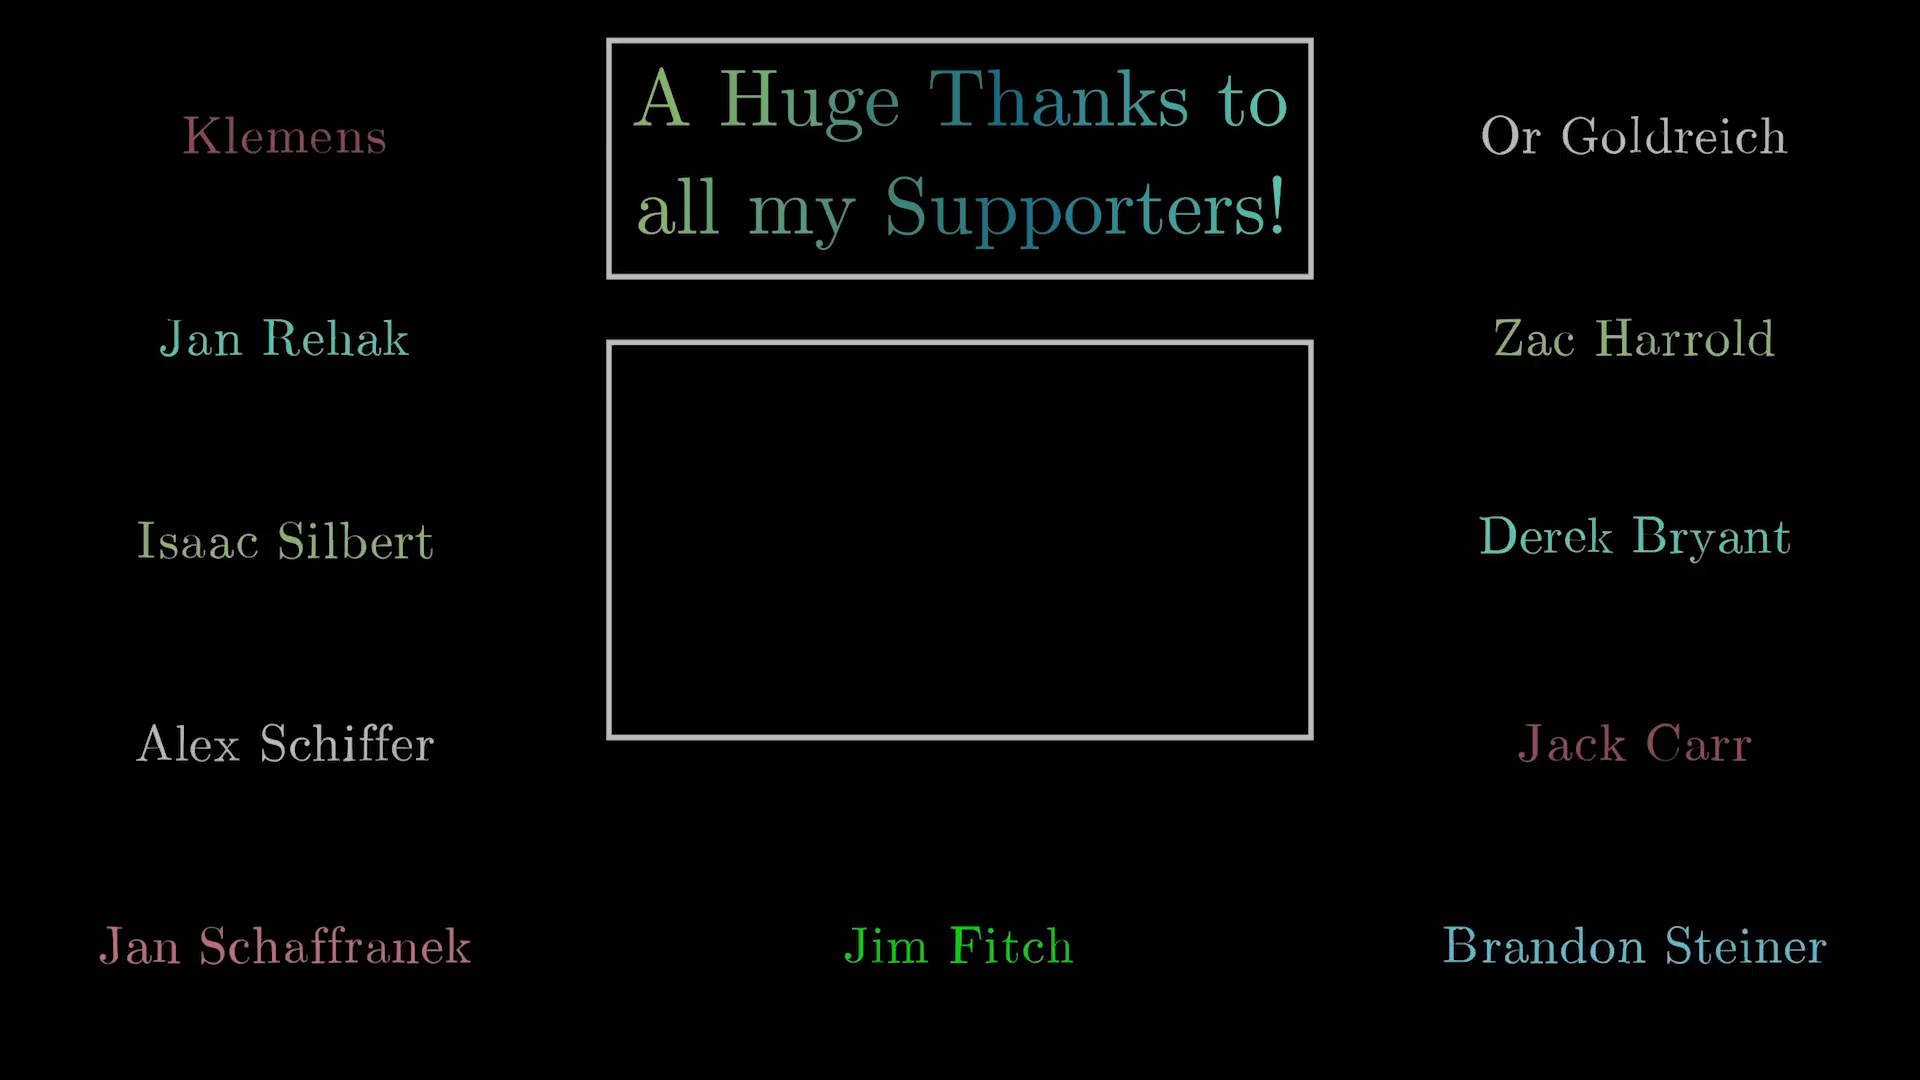 A Huge Thanks to
all my Supporters!
Klemens
Or Goldreich
Jan Rehak
Zac Harrold
Isaac Silbert
Derek Bryant
Alex Schiffer
Jack Carr
Jan Schaffranek
Jim Fitch
Brandon Steiner